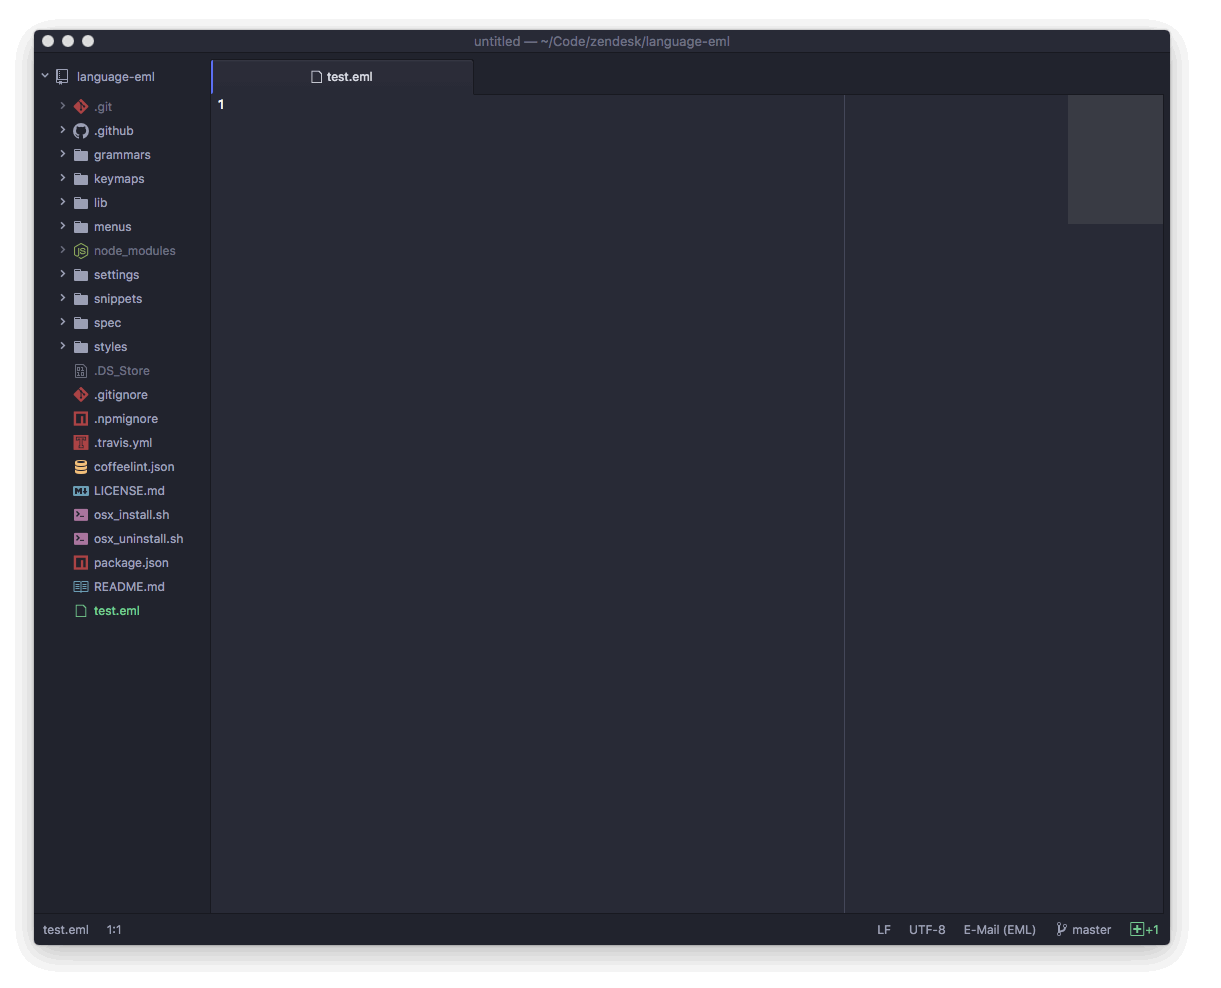 untitled — ~/Code/zendesk/language-eml
language-eml
.git
.github
grammars
keymaps
lib
menus
node_modules
settings
snippets
spec
styles
.DS_Store
.gitignore
.npmignore
.travis.yml
coffeelint.json
LICENSE.md
osx_install.sh
osx_uninstall.sh
package.json
README.md
test.eml
test.eml
1
test.eml 1:1 LF UTF-8 E-Mail (EML) master +1